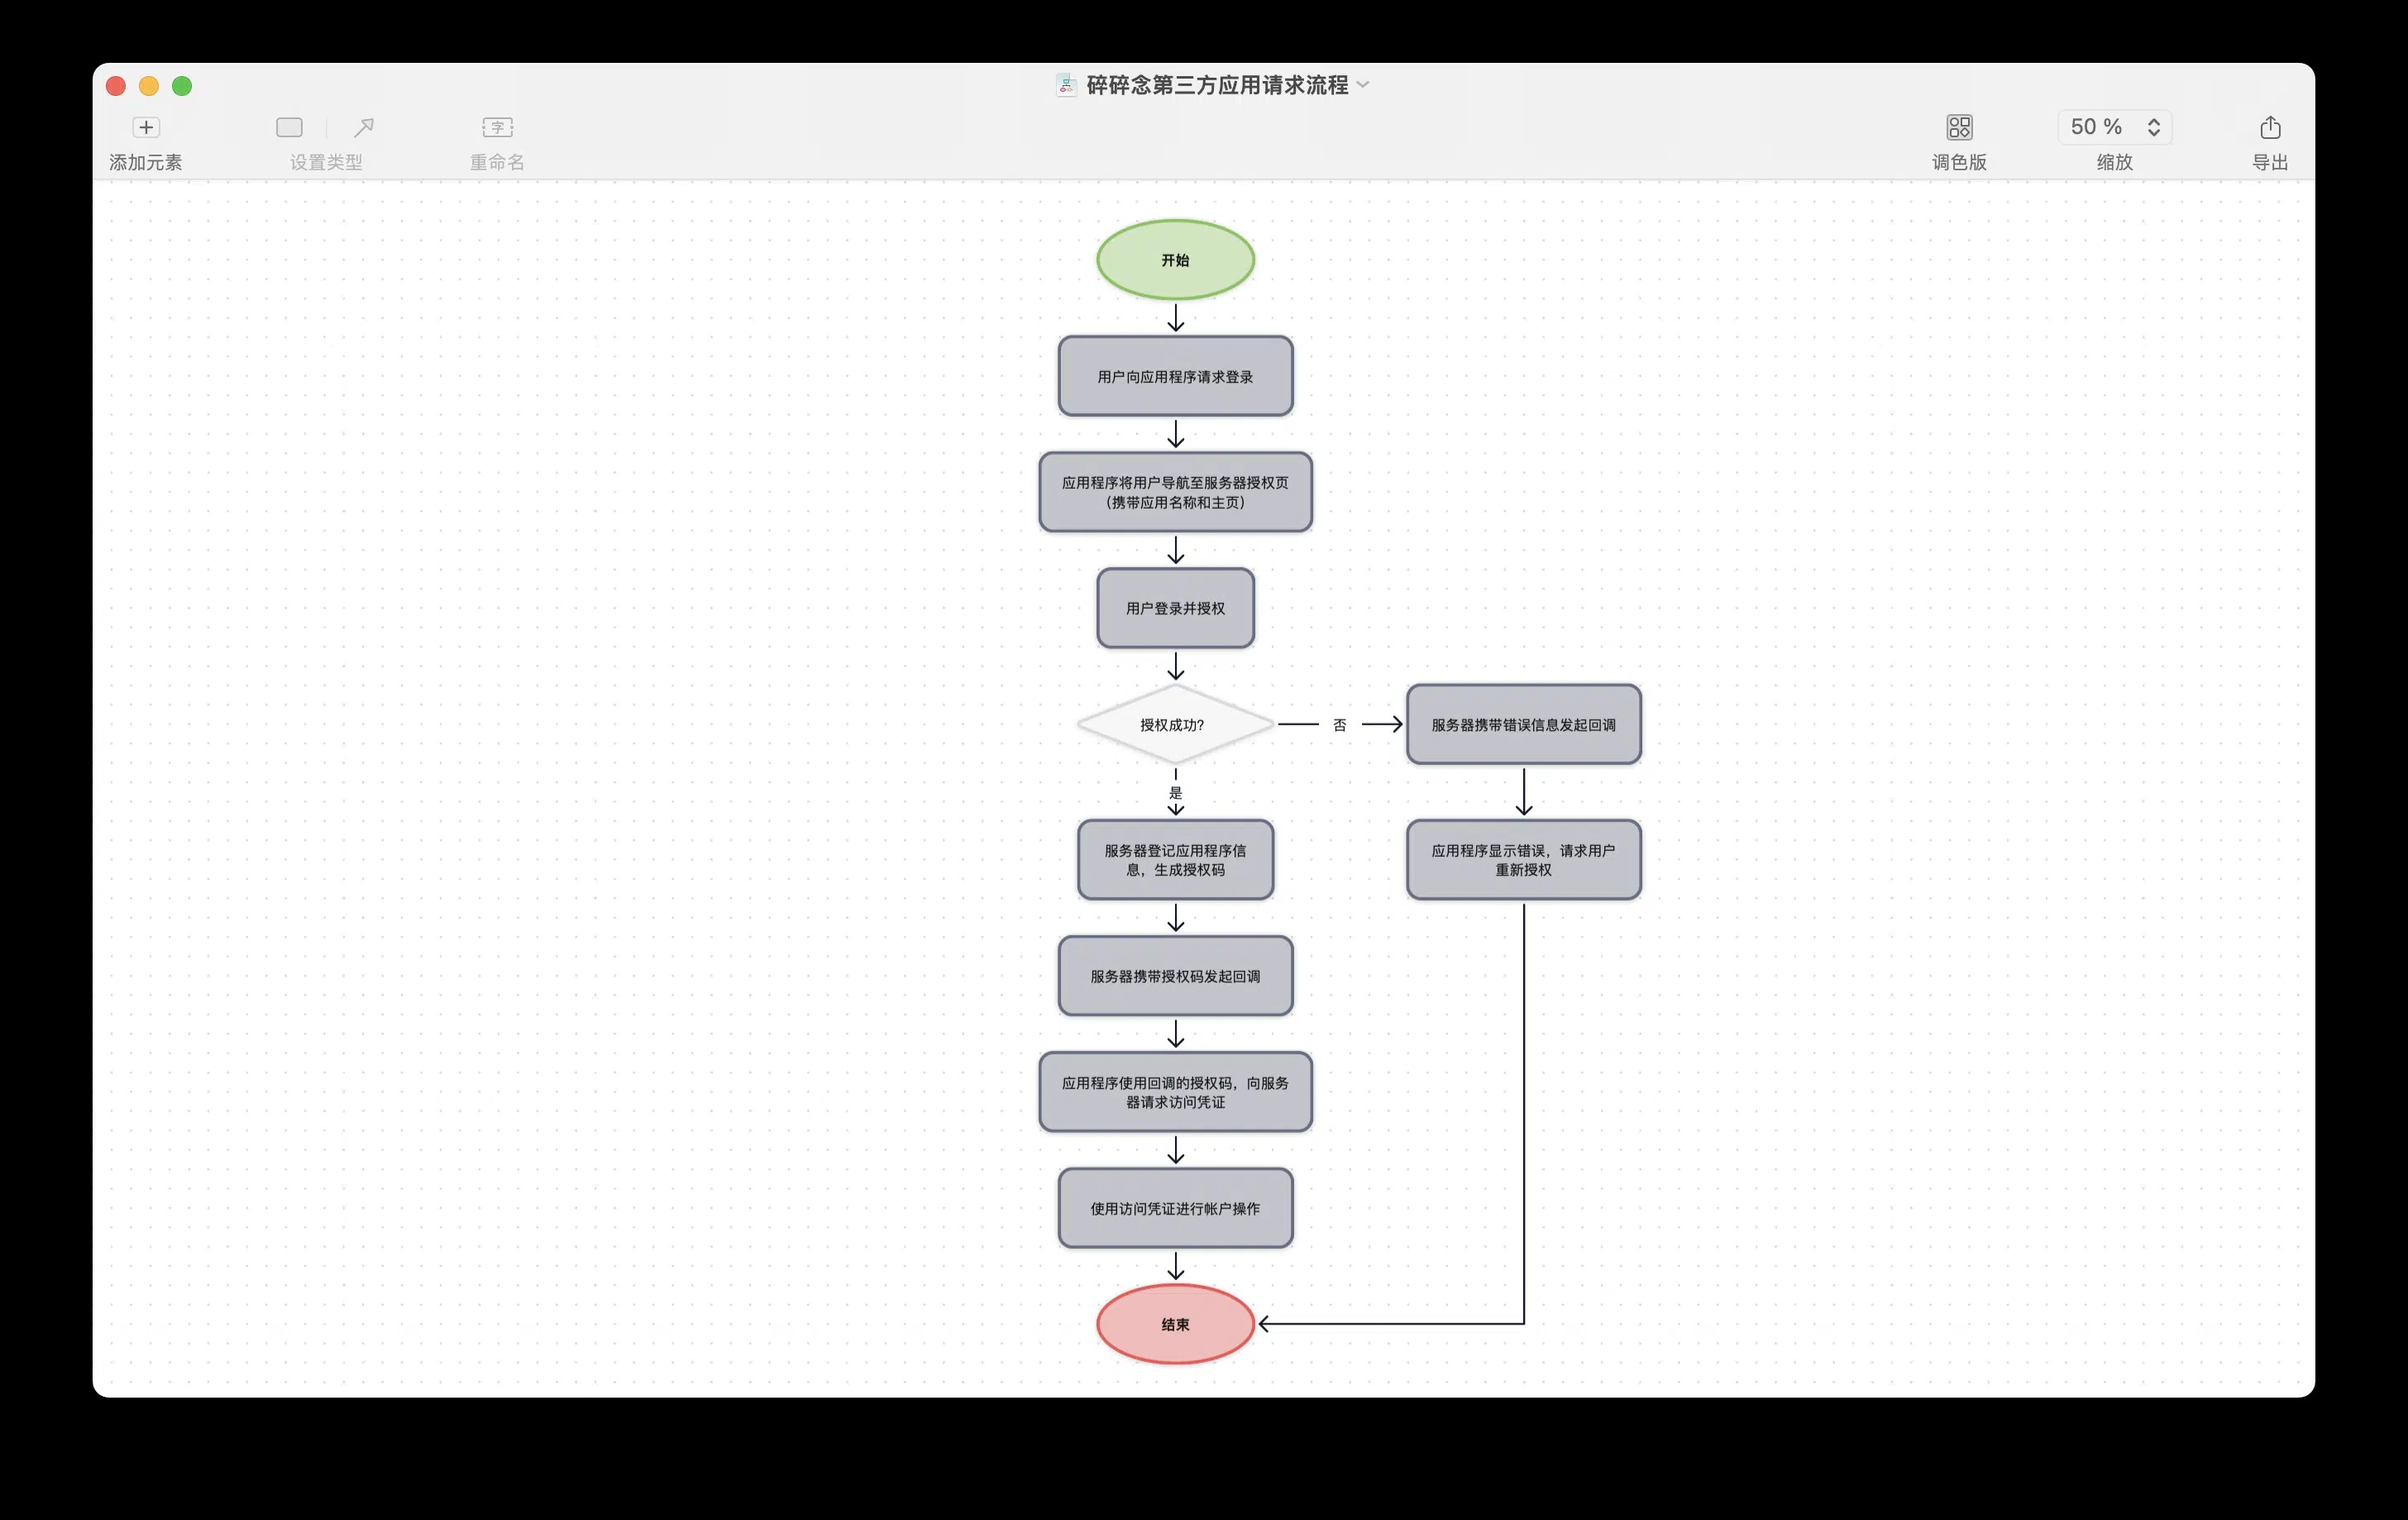 碎碎念第三方应用请求流程
添加元素
设置类型
字
重命名
调色版
50 %
缩放
导出
开始
用户向应用程序请求登录
应用程序将用户导航至服务器授权页
(携带应用名称和主页)
用户登录并授权
授权成功?
否
服务器携带错误信息发起回调
是
服务器登记应用程序信
息，生成授权码
应用程序显示错误，请求用户
重新授权
服务器携带授权码发起回调
应用程序使用回调的授权码，向服务
器请求访问凭证
使用访问凭证进行帐户操作
结束